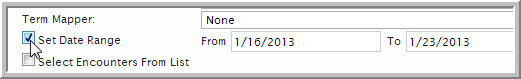 Term Mapper: None
Set Date Range From 1/16/2013 To 1/23/2013
Select Encounters From List